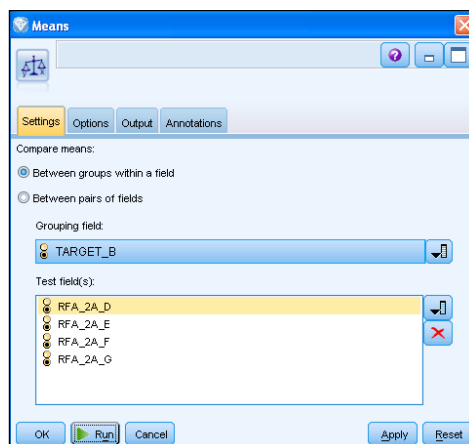 Means
?
Settings Options Output Annotations
Compare means:
Between groups within a field
Between pairs of fields
Grouping field:
TARGET_B
Test field(s):
RFA_2A_D
RFA_2A_E
RFA_2A_F
RFA_2A_G
OK Run Cancel Apply Reset